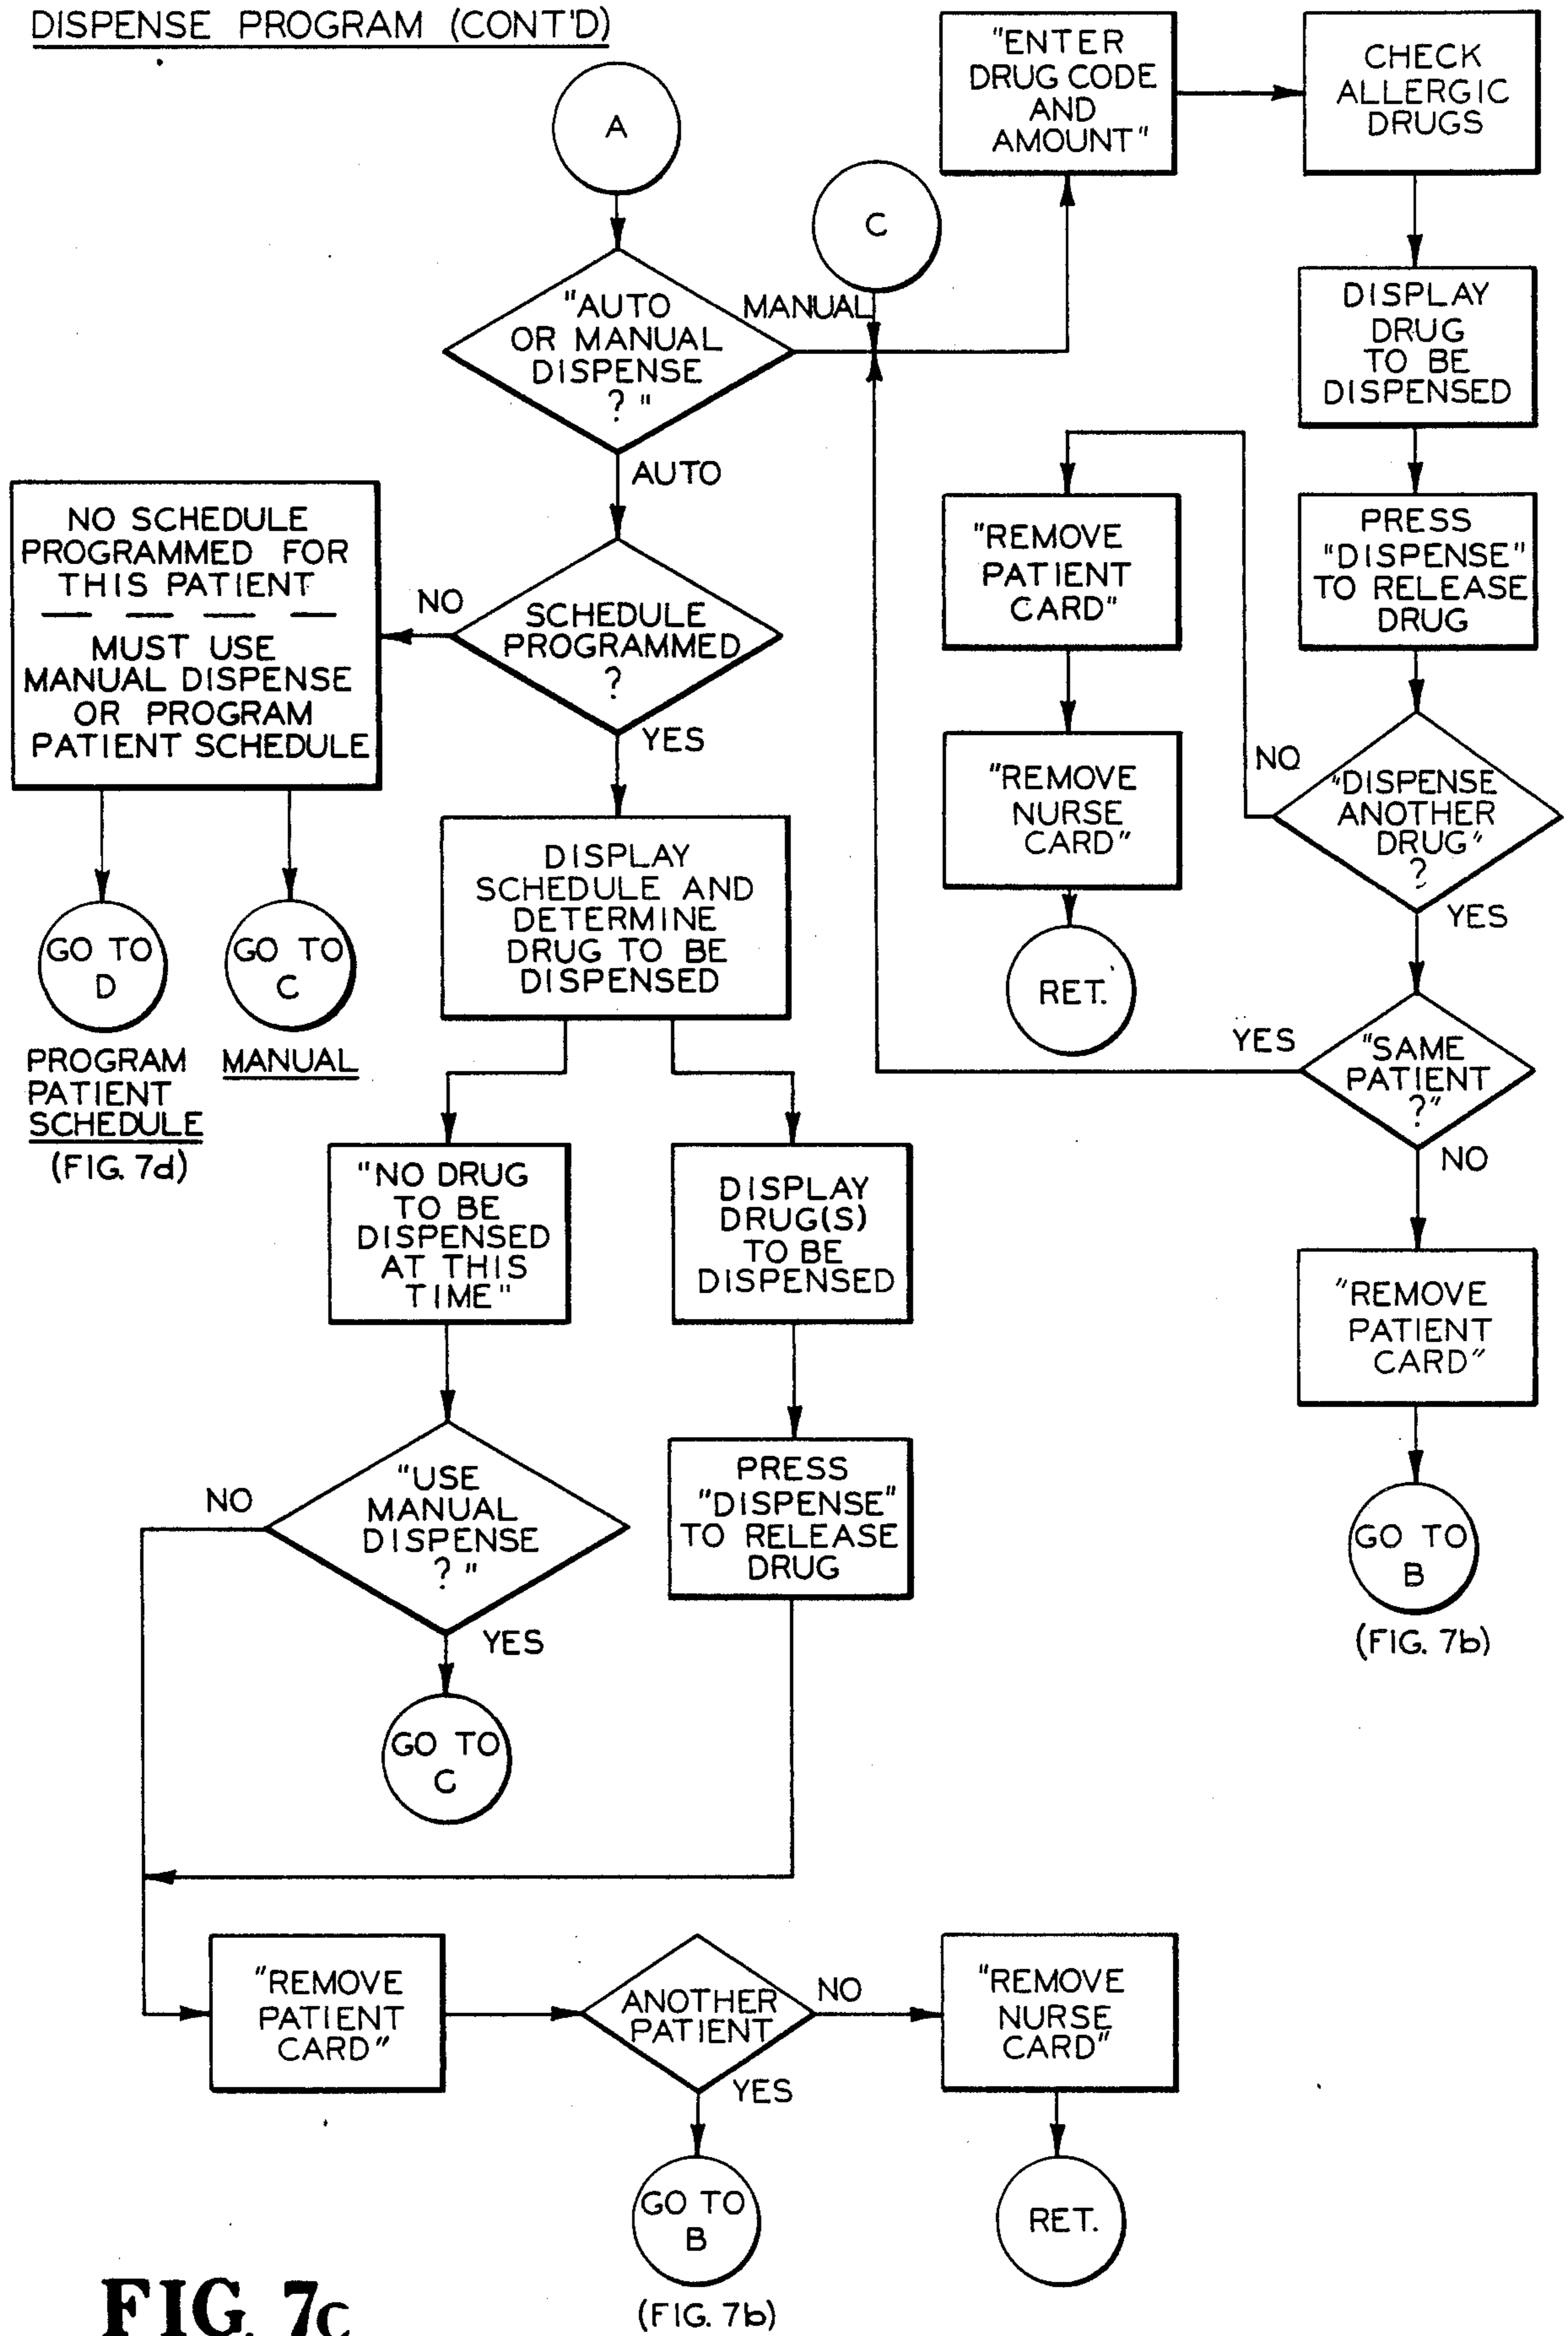 DISPENSE PROGRAM (CONT'D)
A
"AUTO
OR MANUAL
DISPENSE
? "
MANUAL
C
"ENTER
DRUG CODE
AND
AMOUNT"
CHECK
ALLERGIC
DRUGS
DISPLAY
DRUG
TO BE
DISPENSED
PRESS
"DISPENSE"
TO RELEASE
DRUG
"DISPENSE
ANOTHER
DRUG"
?
NO
YES
"REMOVE
PATIENT
CARD"
"REMOVE
NURSE
CARD"
RET.
"SAME
PATIENT
?"
YES
NO
"REMOVE
PATIENT
CARD"
GO TO
B
(FIG. 7b)
AUTO
SCHEDULE
PROGRAMMED
?
NO
YES
NO SCHEDULE
PROGRAMMED FOR
THIS PATIENT
MUST USE
MANUAL DISPENSE
OR PROGRAM
PATIENT SCHEDULE
GO TO
D
PROGRAM
PATIENT
SCHEDULE
(FIG. 7d)
GO TO
C
MANUAL
DISPLAY
SCHEDULE AND
DETERMINE
DRUG TO BE
DISPENSED
"NO DRUG
TO BE
DISPENSED
AT THIS
TIME"
DISPLAY
DRUG(S)
TO BE
DISPENSED
"USE
MANUAL
DISPENSE
? "
NO
YES
GO TO
C
PRESS
"DISPENSE"
TO RELEASE
DRUG
"REMOVE
PATIENT
CARD"
ANOTHER
PATIENT
NO
YES
"REMOVE
NURSE
CARD"
GO TO
B
(FIG. 7b)
RET.
FIG. 7c